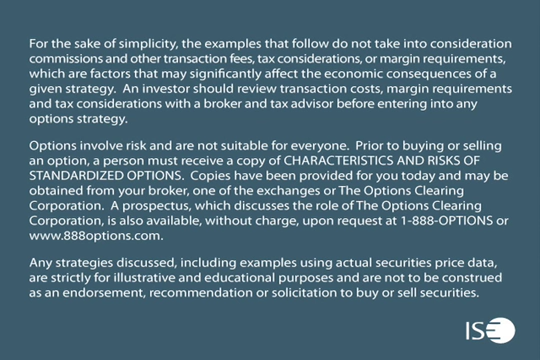 For the sake of simplicity, the examples that follow do not take into consideration
commissions and other transaction fees, tax considerations, or margin requirements,
which are factors that may significantly affect the economic consequences of a
given strategy.  An investor should review transaction costs, margin requirements
and tax considerations with a broker and tax advisor before entering into any
options strategy.
Options involve risk and are not suitable for everyone.  Prior to buying or selling
an option, a person must receive a copy of CHARACTERISTICS AND RISKS OF
STANDARDIZED OPTIONS.  Copies have been provided for you today and may be
obtained from your broker, one of the exchanges or The Options Clearing
Corporation.  A prospectus, which discusses the role of The Options Clearing
Corporation, is also available, without charge, upon request at 1-888-OPTIONS or
www.888options.com.
Any strategies discussed, including examples using actual securities price data,
are strictly for illustrative and educational purposes and are not to be construed
as an endorsement, recommendation or solicitation to buy or sell securities.
ISE